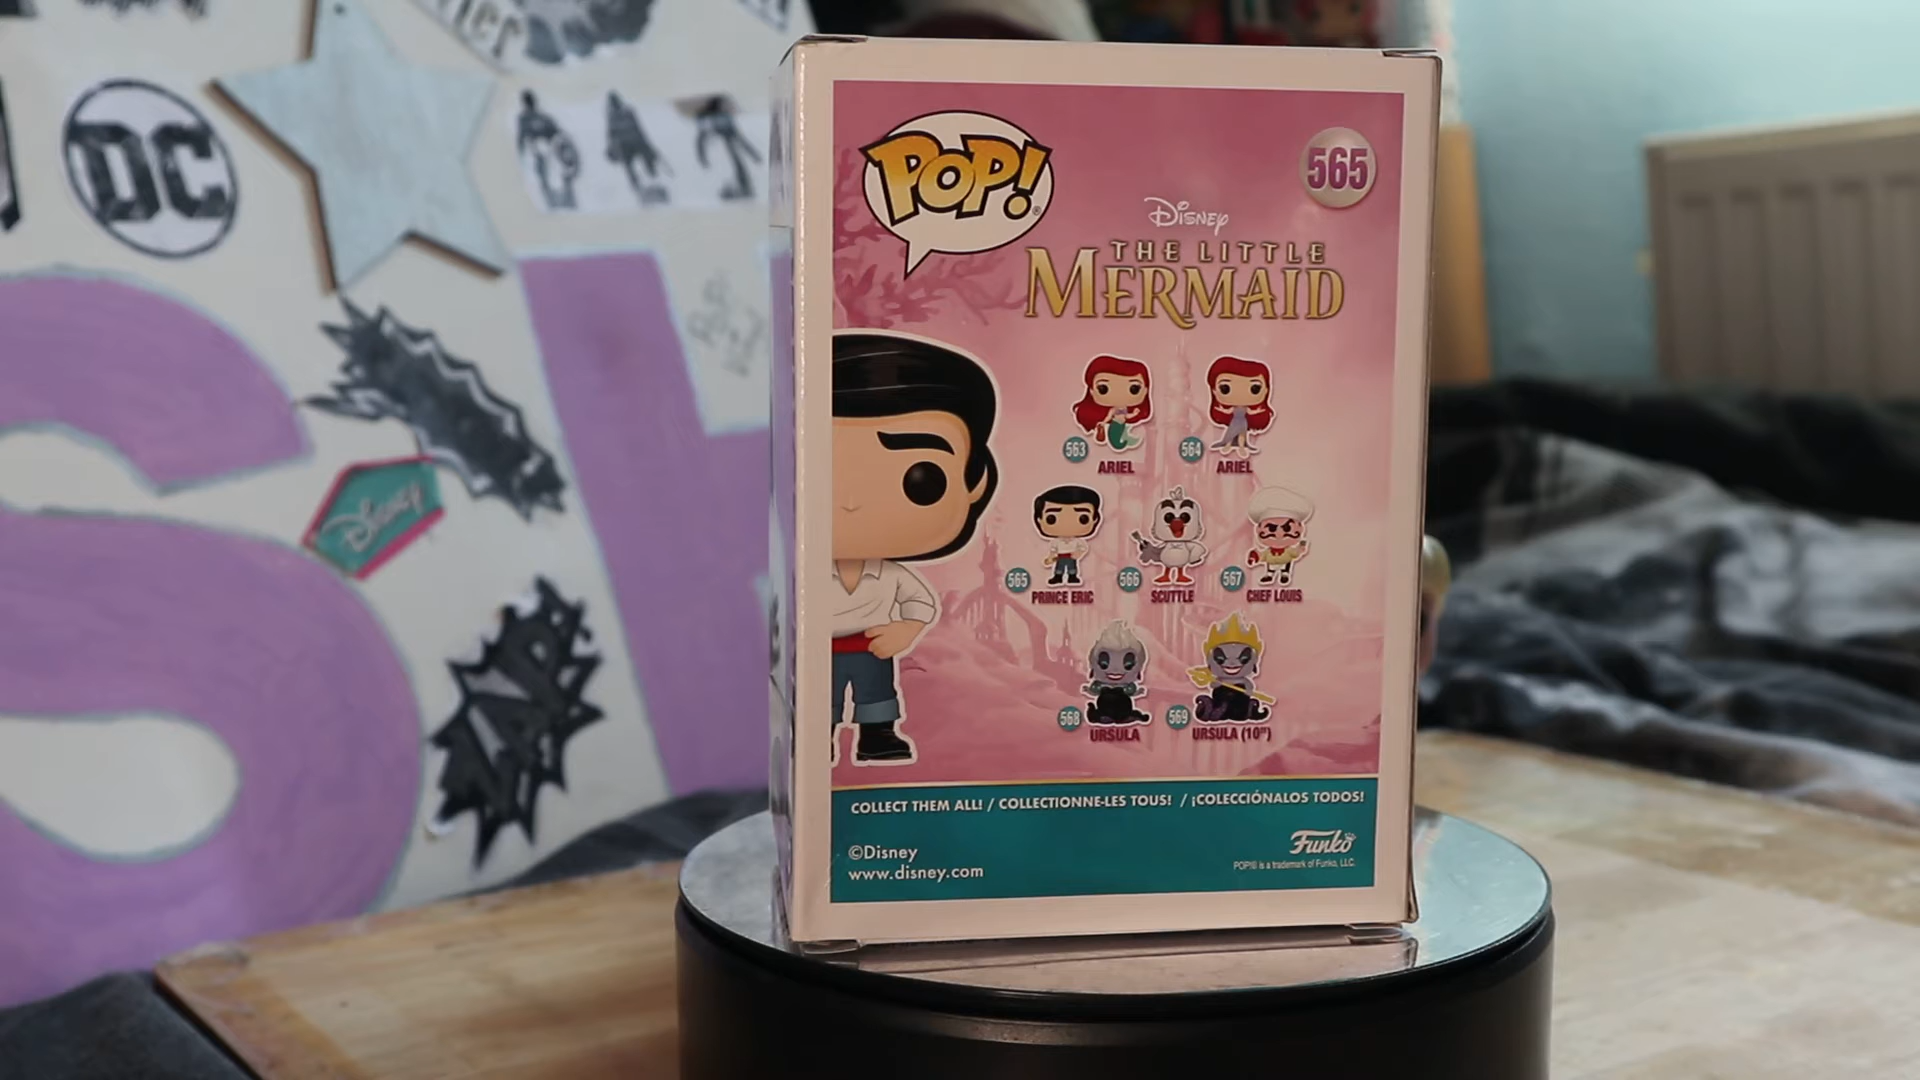 DC
Disney
POP!
565
Disney
THE LITTLE
MERMAID
563
ARIEL
564
ARIEL
565
PRINCE ERIC
566
SCUTTLE
567
CHEF LOUIS
568
URSULA
569
URSULA (10")
COLLECT THEM ALL! / COLLECTIONNE-LES TOUS! / ¡COLECCIÓNALOS TODOS!
©Disney
www.disney.com
Funko
POP!® is a trademark of Funko, LLC.